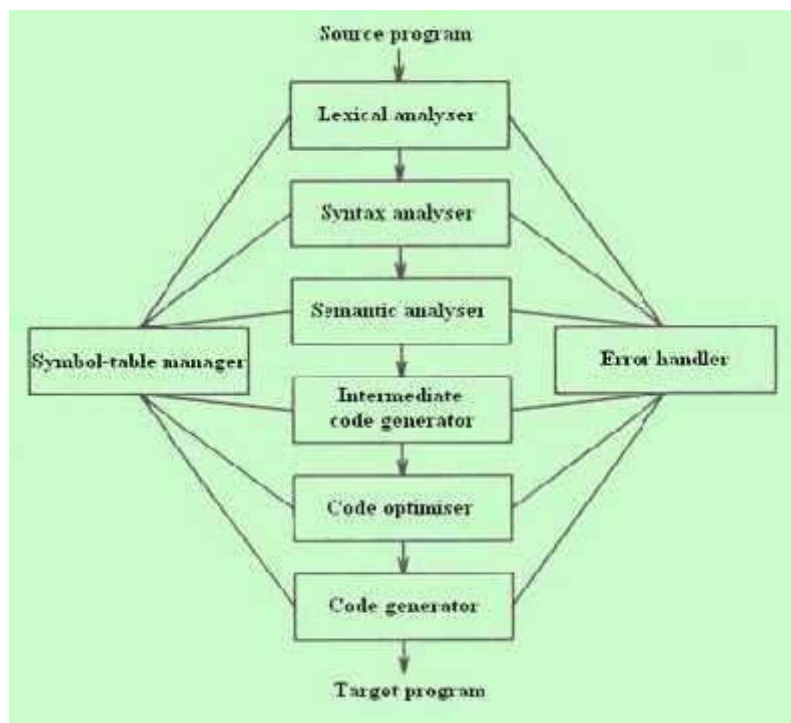 Source program
Lexical analyser
Syntax analyser
Semantic analyser
Symbol-table manager
Error handler
Intermediate
code generator
Code optimiser
Code generator
Target program